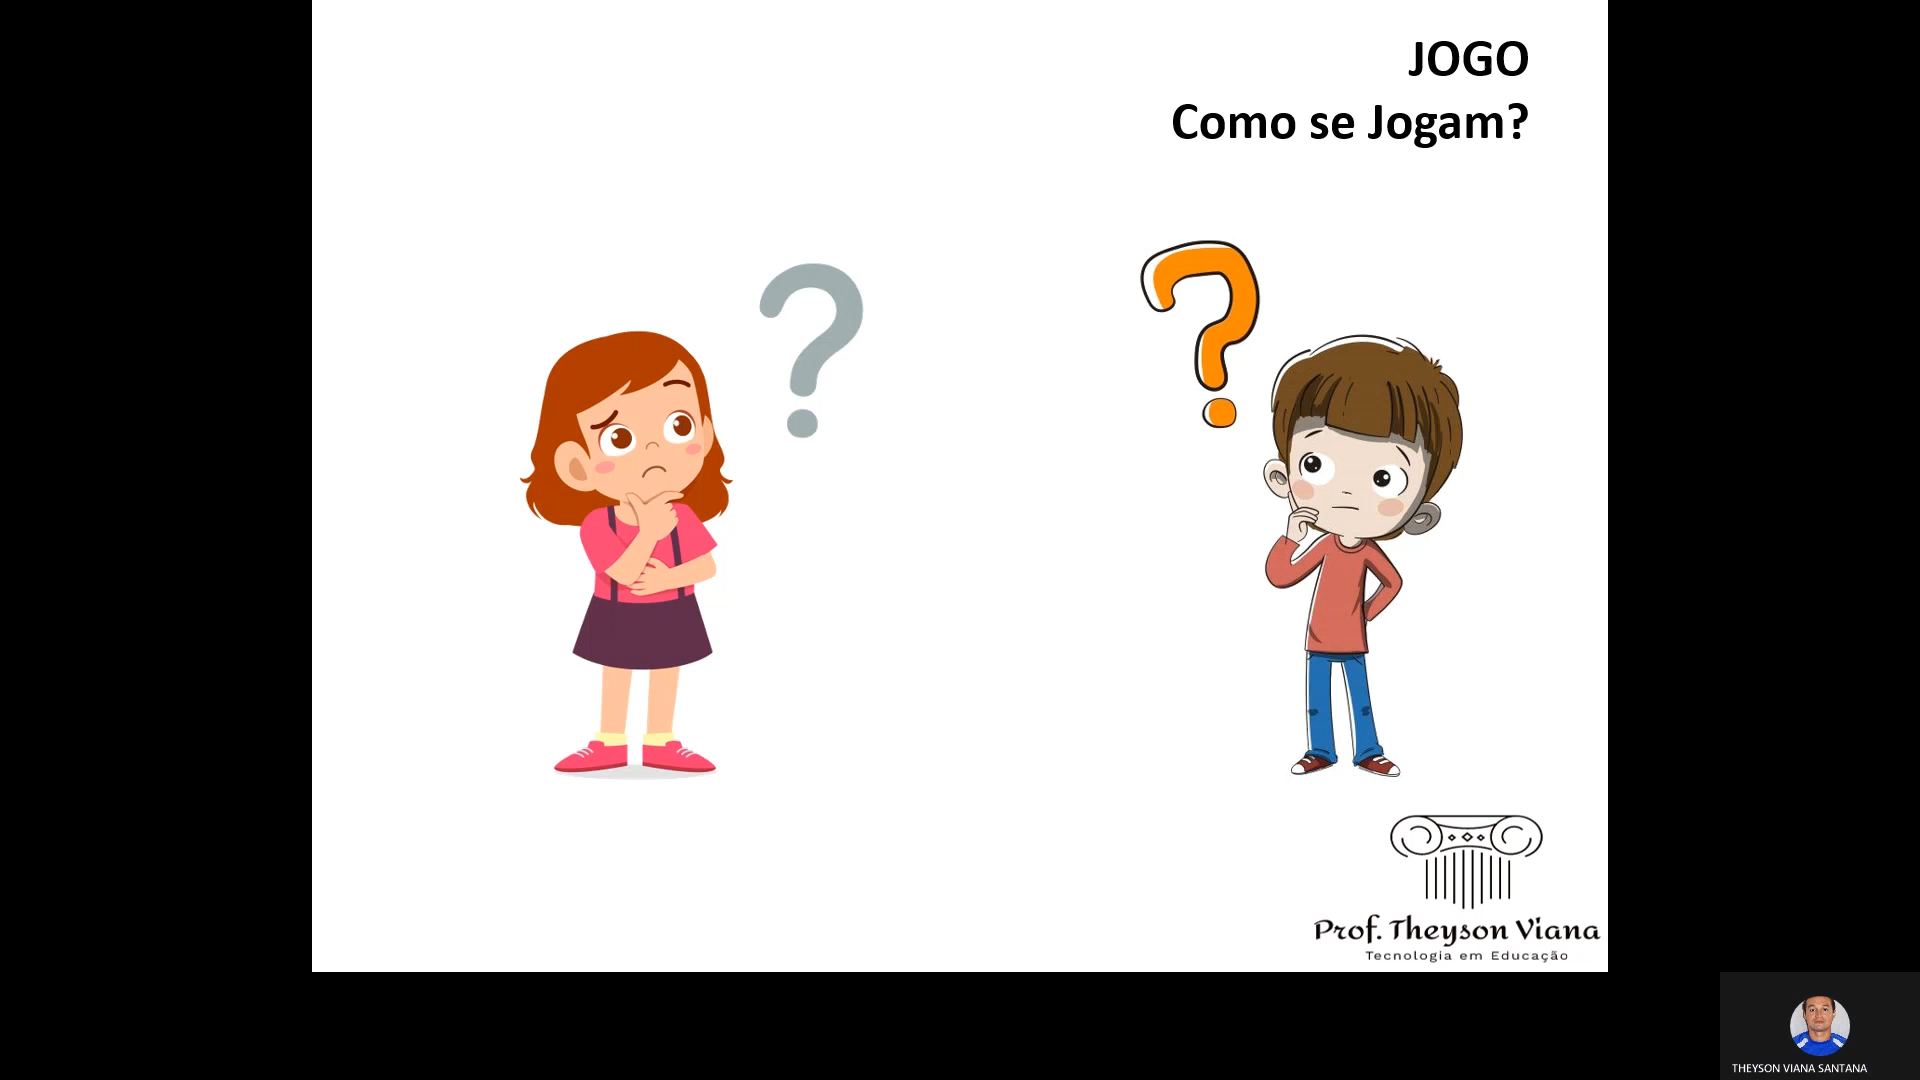 JOGO
Como se Jogam?
Prof. Theyson Viana
Tecnologia em Educação
THEYSON VIANA SANTANA